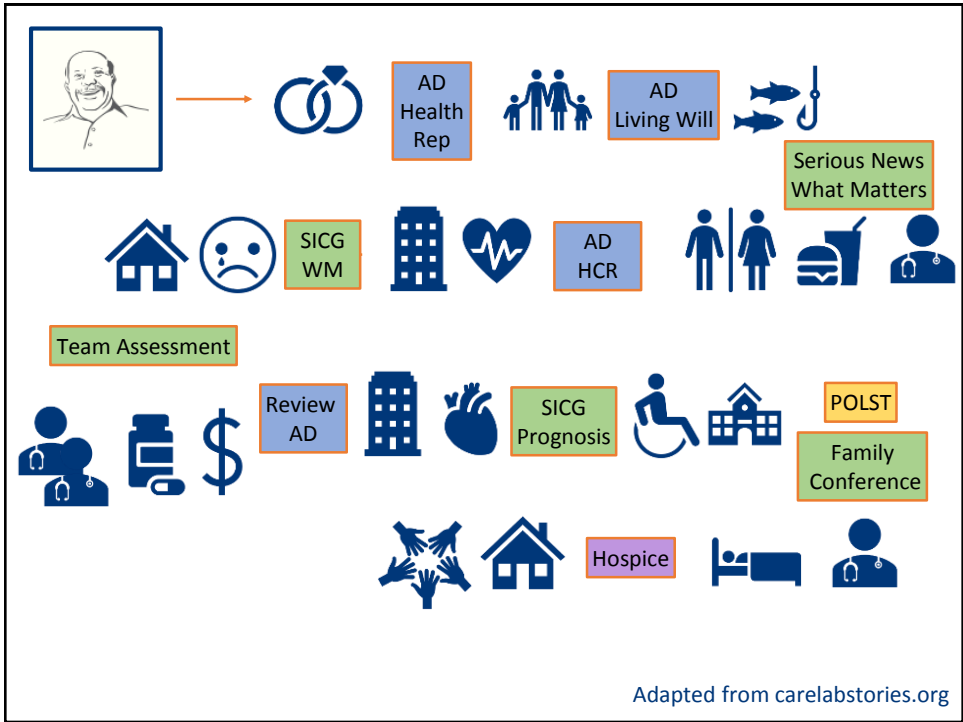 AD
Health
Rep
AD
Living Will
Serious News
What Matters
SICG
WM
AD
HCR
Team Assessment
Review
AD
SICG
Prognosis
POLST
Family
Conference
Hospice
Adapted from carelabstories.org